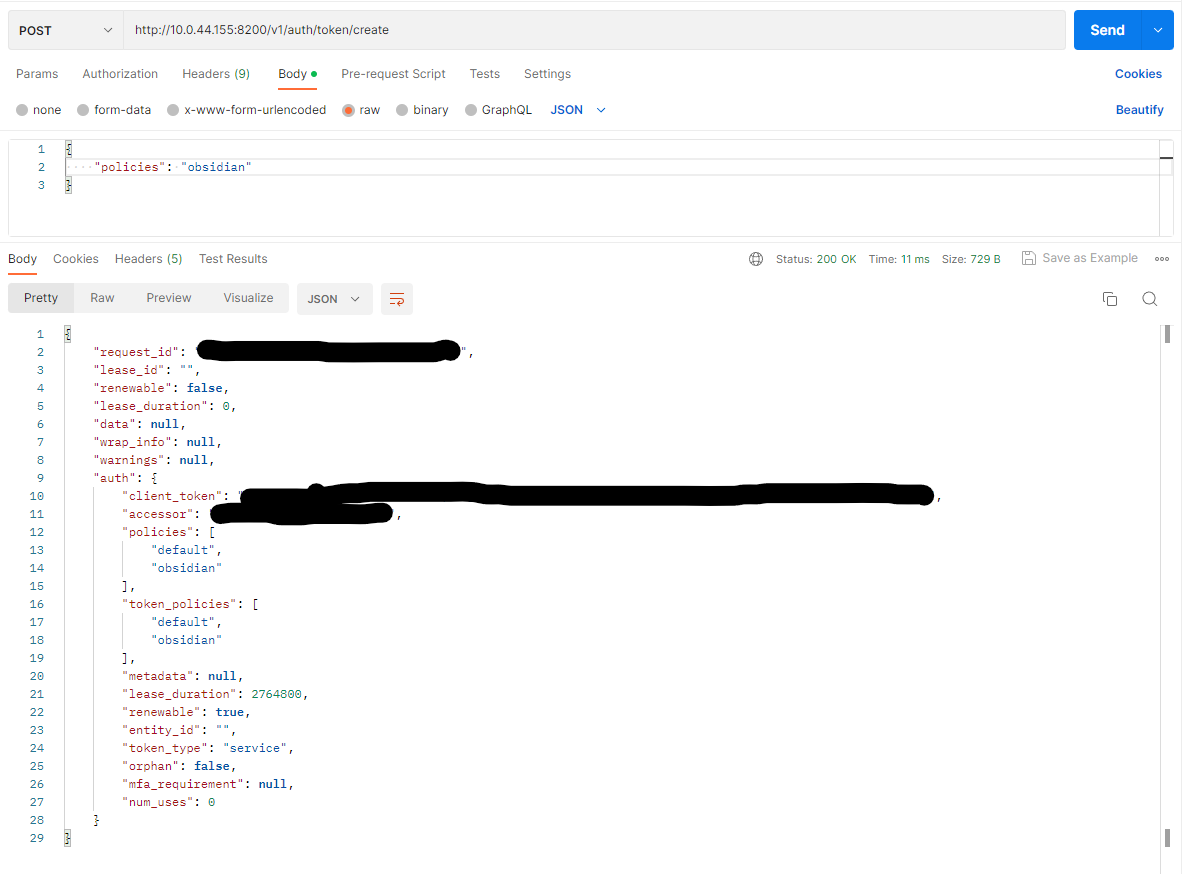 POST http://10.0.44.155:8200/v1/auth/token/create Send
Params Authorization Headers (9) Body Pre-request Script Tests Settings Cookies
none form-data x-www-form-urlencoded raw binary GraphQL JSON Beautify
1 {
2 ····"policies":·"obsidian"
3 }
Body Cookies Headers (5) Test Results Status: 200 OK Time: 11 ms Size: 729 B Save as Example
Pretty Raw Preview Visualize JSON
1 {
2 "request_id": ",
3 "lease_id": "",
4 "renewable": false,
5 "lease_duration": 0,
6 "data": null,
7 "wrap_info": null,
8 "warnings": null,
9 "auth": {
10 "client_token": " ,
11 "accessor": " ,
12 "policies": [
13 "default",
14 "obsidian"
15 ],
16 "token_policies": [
17 "default",
18 "obsidian"
19 ],
20 "metadata": null,
21 "lease_duration": 2764800,
22 "renewable": true,
23 "entity_id": "",
24 "token_type": "service",
25 "orphan": false,
26 "mfa_requirement": null,
27 "num_uses": 0
28 }
29 }